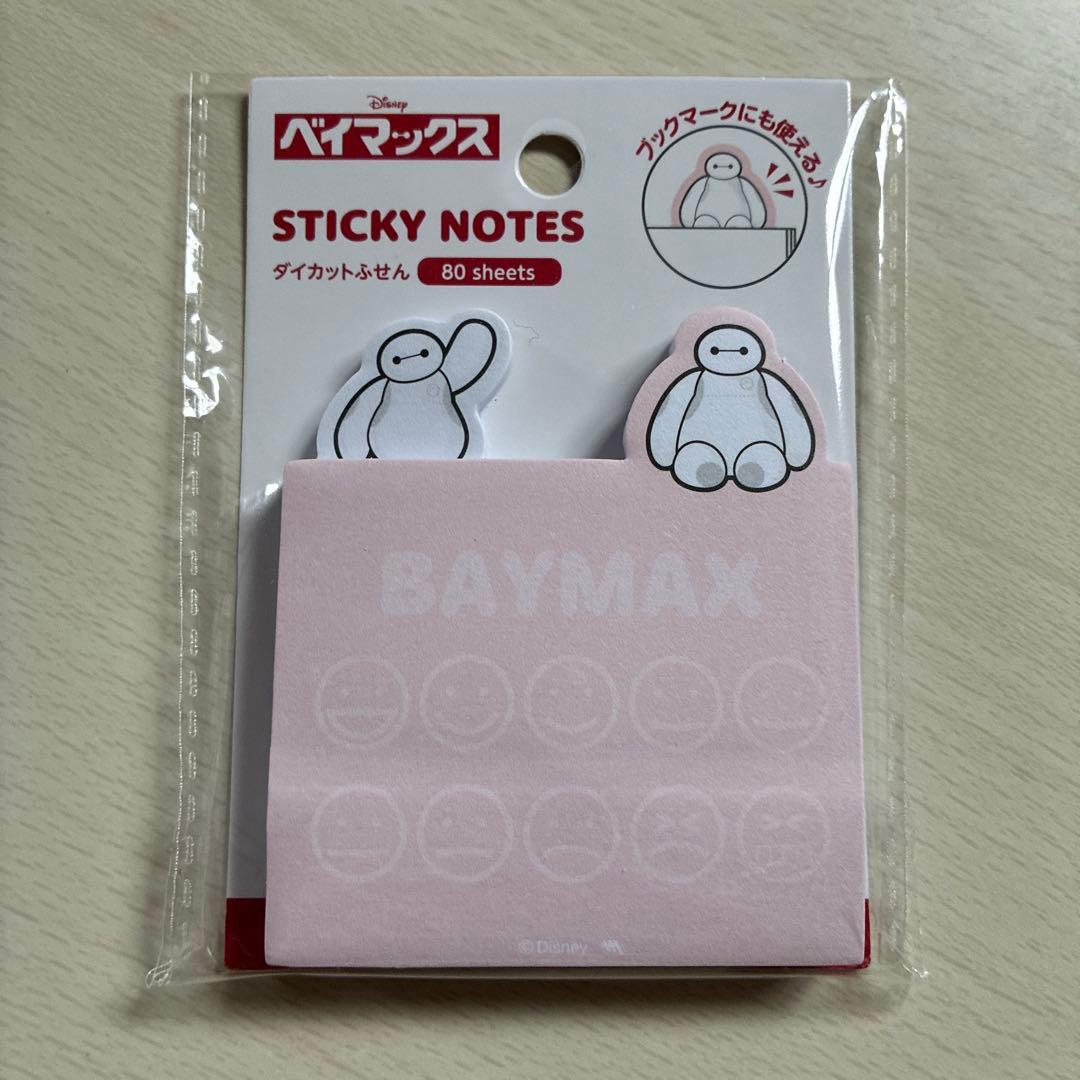 Disney
ベイマックス
ブックマークにも使える♪
STICKY NOTES
ダイカットふせん 80 sheets
BAYMAX
©Disney